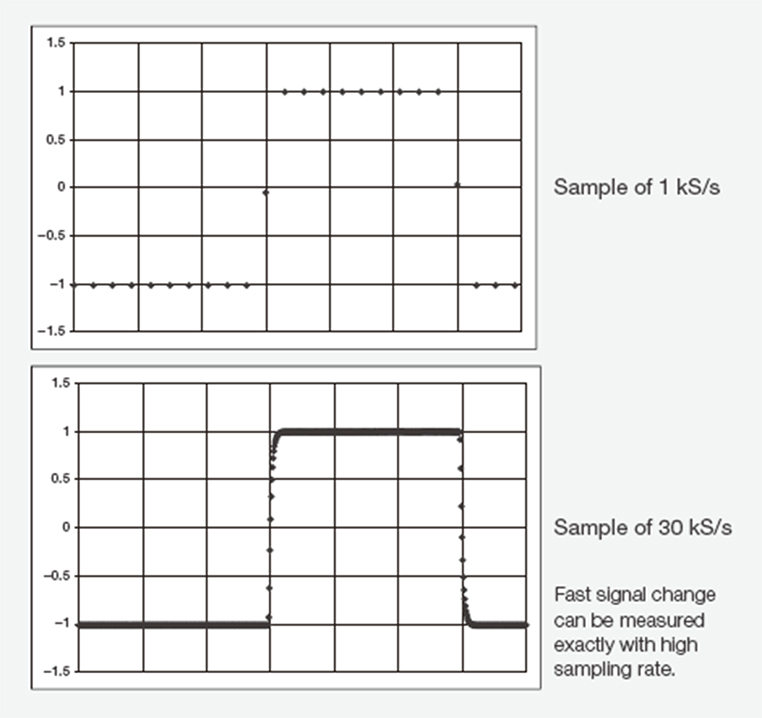 1.5
1
0.5
0
−0.5
−1
−1.5
Sample of 1 kS/s
1.5
1
0.5
0
−0.5
−1
−1.5
Sample of 30 kS/s
Fast signal change
can be measured
exactly with high
sampling rate.